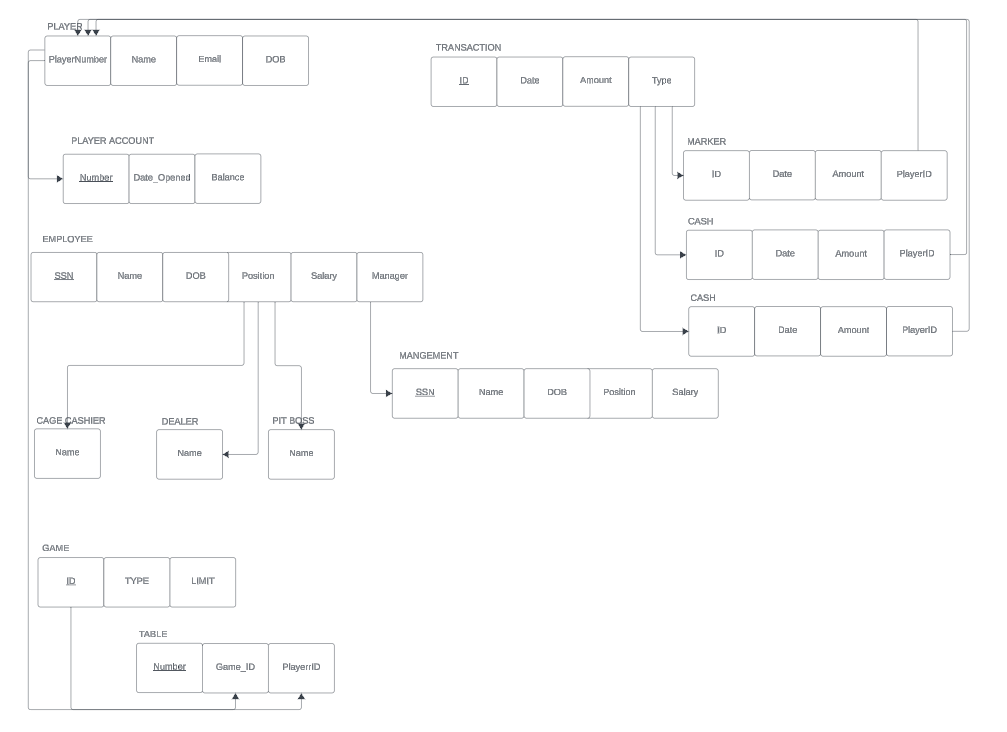 PLAYER
PlayerNumber Name Email DOB
TRANSACTION
ID Date Amount Type
PLAYER ACCOUNT
Number Date_Opened Balance
MARKER
ID Date Amount PlayerID
CASH
ID Date Amount PlayerID
CASH
ID Date Amount PlayerID
EMPLOYEE
SSN Name DOB Position Salary Manager
MANGEMENT
SSN Name DOB Position Salary
CAGE CASHIER
Name
DEALER
Name
PIT BOSS
Name
GAME
ID TYPE LIMIT
TABLE
Number Game_ID PlayerrID